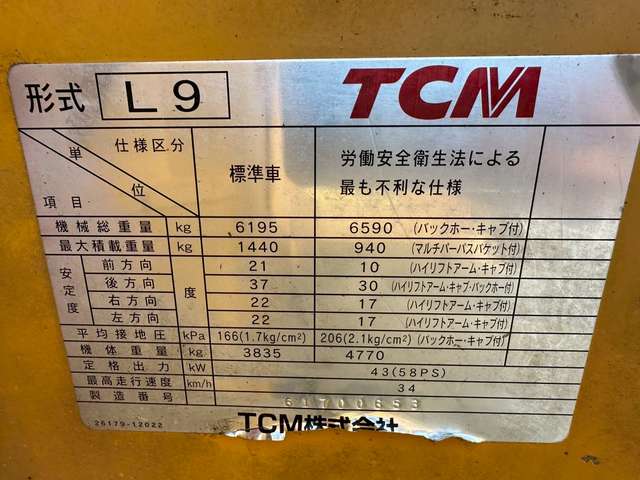 形式 L9 TCM
仕様区分
単位
項目
標準車
労働安全衛生法による
最も不利な仕様
機械総重量 kg 6195 6590 (バックホー・キャブ付)
最大積載重量 kg 1440 940 (マルチパーパスバケット付)
安定度 前方向 度 21 10 (ハイリフトアーム・キャブ付)
後方向 37 30 (ハイリフトアーム・キャブ・バックホー付)
右方向 22 17 (ハイリフトアーム・キャブ付)
左方向 22 17 (ハイリフトアーム・キャブ付)
平均接地圧 kPa 166(1.7kg/cm²) 206(2.1kg/cm²) (バックホー・キャブ付)
機体重量 kg 3835 4770
定格出力 kW 43(58PS)
最高走行速度 km/h 34
製造番号 61700653
26179-12022 TCM株式会社